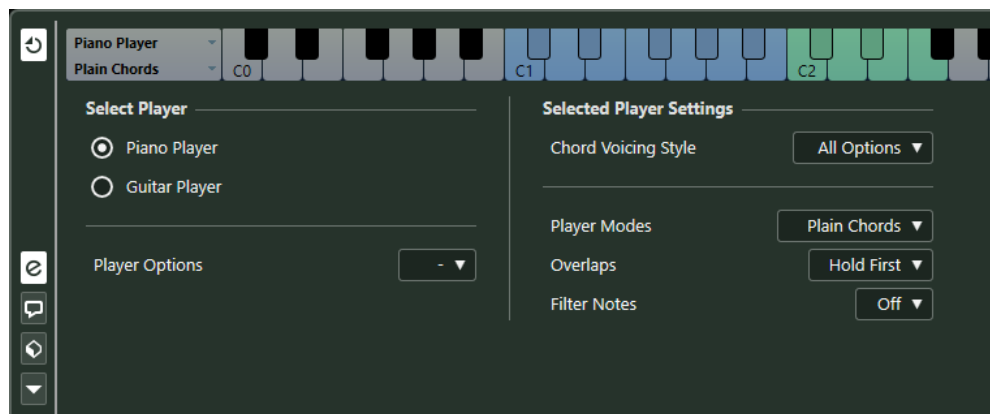 Piano Player
Plain Chords
C0
C1
C2
Select Player
Piano Player
Guitar Player
Player Options
-
Selected Player Settings
Chord Voicing Style
All Options
Player Modes
Plain Chords
Overlaps
Hold First
Filter Notes
Off